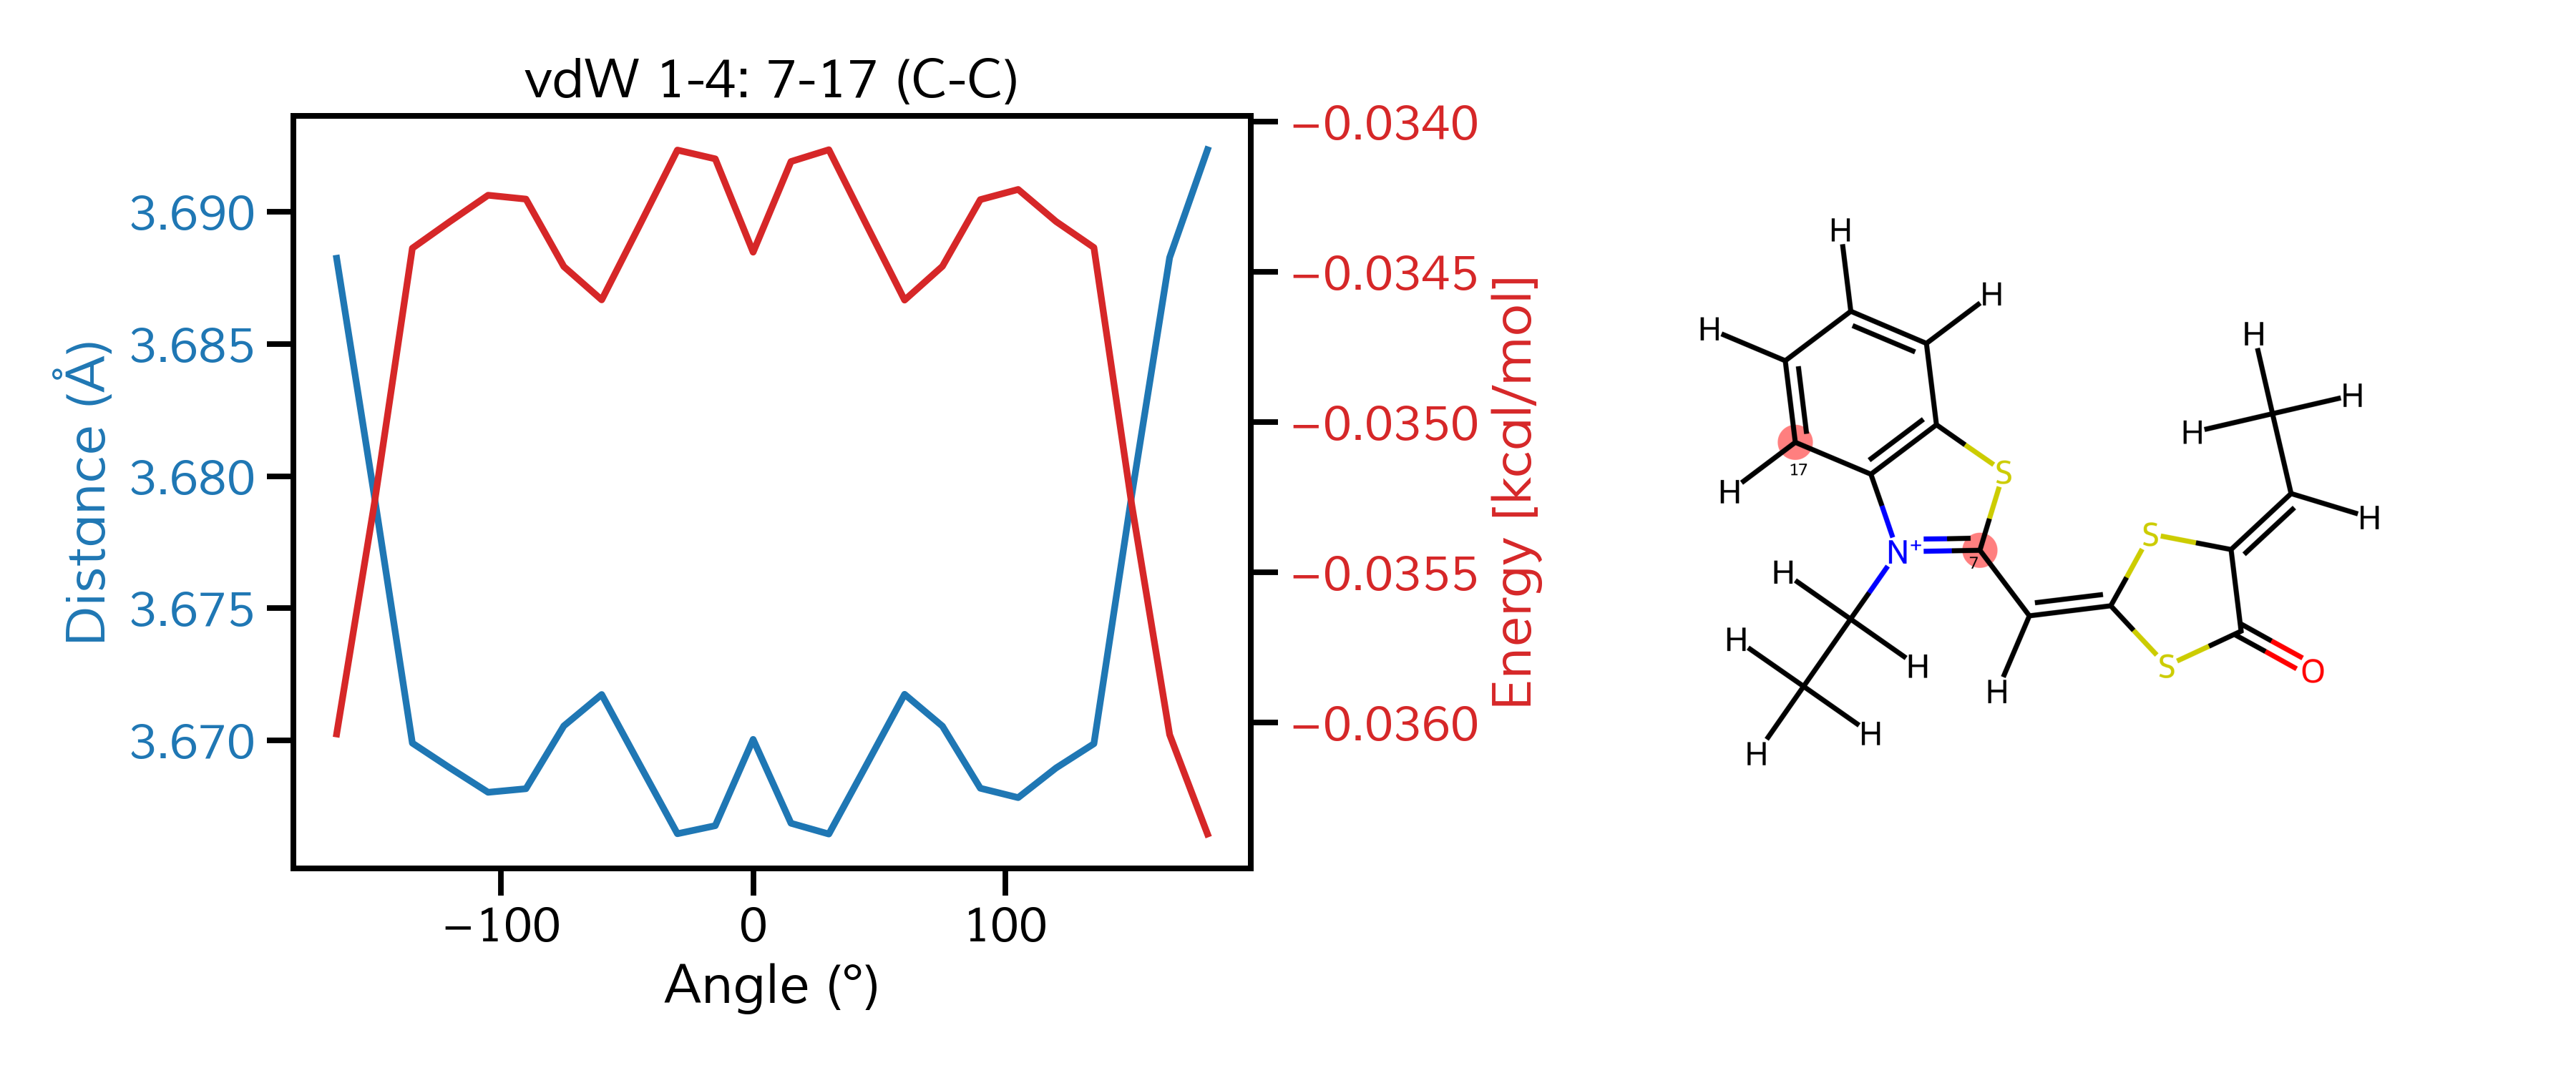 vdW 1-4: 7-17 (C-C)
Distance (Å)
3.690
3.685
3.680
3.675
3.670
−0.0340
−0.0345
−0.0350
−0.0355
−0.0360
Energy [kcal/mol]
−100 0 100
Angle (°)
H
H
H
H
H
H
H
17
S
H
H
S
N⁺
7
H
H
H
S
O
H
H
H